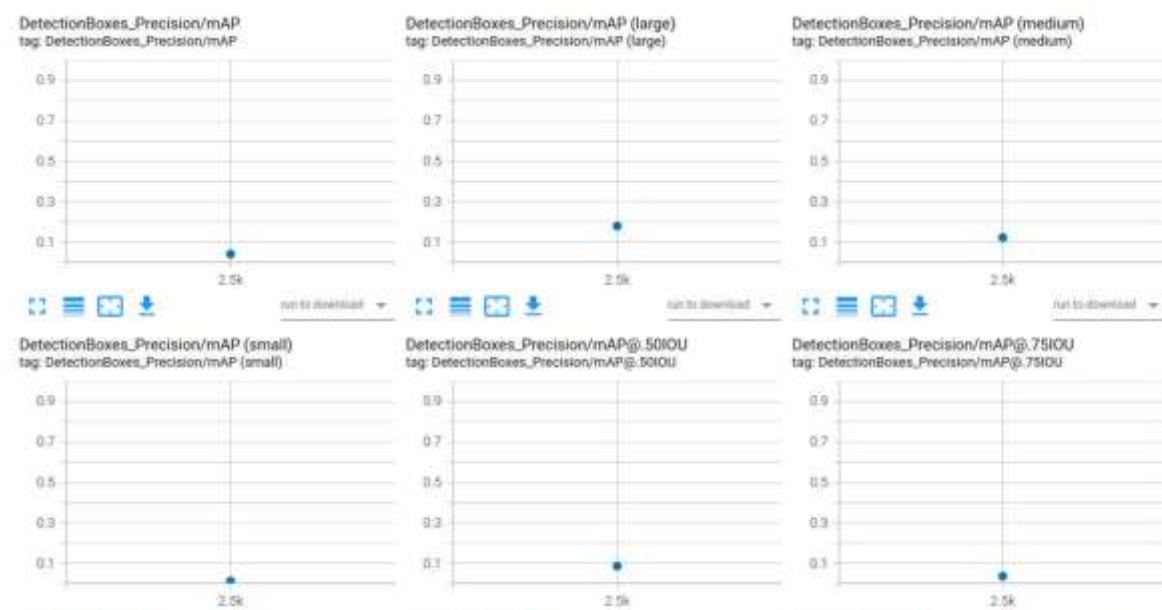 DetectionBoxes_Precision/mAP
tag: DetectionBoxes_Precision/mAP
0.9
0.7
0.5
0.3
0.1
2.5k
run to download
DetectionBoxes_Precision/mAP (large)
tag: DetectionBoxes_Precision/mAP (large)
0.9
0.7
0.5
0.3
0.1
2.5k
run to download
DetectionBoxes_Precision/mAP (medium)
tag: DetectionBoxes_Precision/mAP (medium)
0.9
0.7
0.5
0.3
0.1
2.5k
run to download
DetectionBoxes_Precision/mAP (small)
tag: DetectionBoxes_Precision/mAP (small)
0.9
0.7
0.5
0.3
0.1
2.5k
DetectionBoxes_Precision/mAP@.50IOU
tag: DetectionBoxes_Precision/mAP@.50IOU
0.9
0.7
0.5
0.3
0.1
2.5k
DetectionBoxes_Precision/mAP@.75IOU
tag: DetectionBoxes_Precision/mAP@.75IOU
0.9
0.7
0.5
0.3
0.1
2.5k